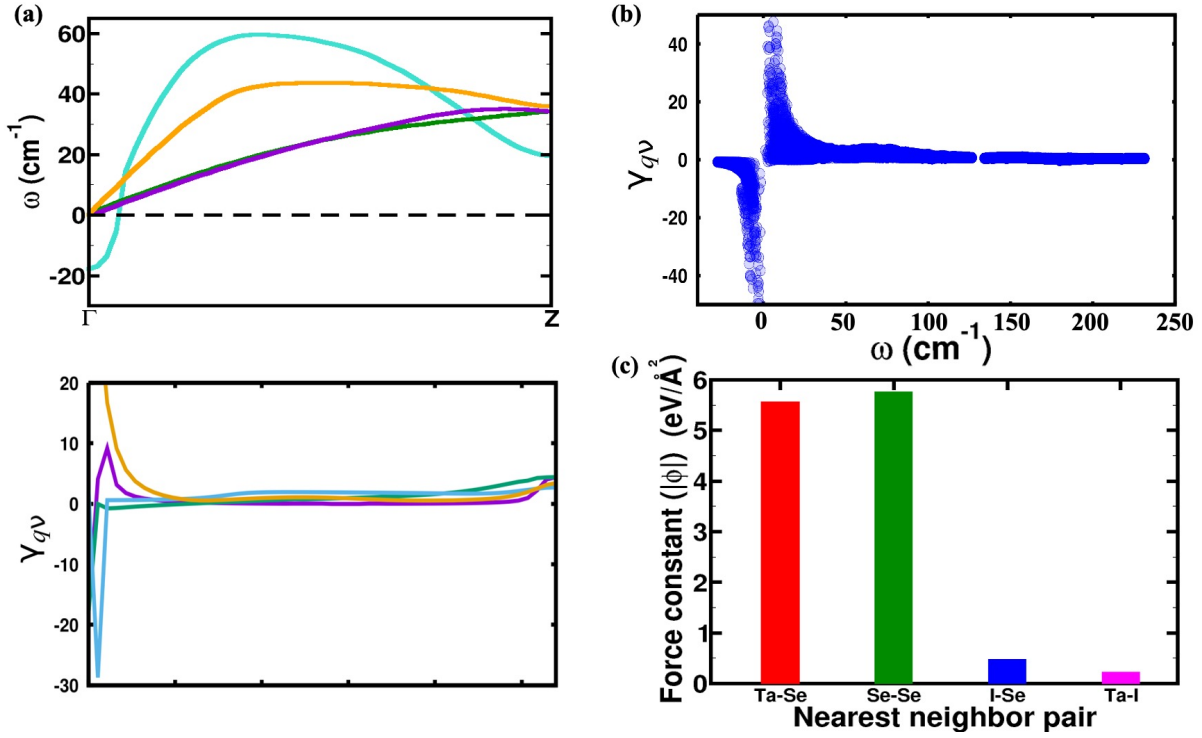 (a)
60
40
20
0
-20
ω (cm⁻¹)
Γ
Z
20
10
0
-10
-20
-30
γqν
(b)
40
20
0
-20
-40
γqν
0 50 100 150 200 250
ω (cm⁻¹)
(c)
6
5
4
3
2
1
0
Force constant (|ϕ|) (eV/Å²)
Ta-Se Se-Se I-Se Ta-I
Nearest neighbor pair